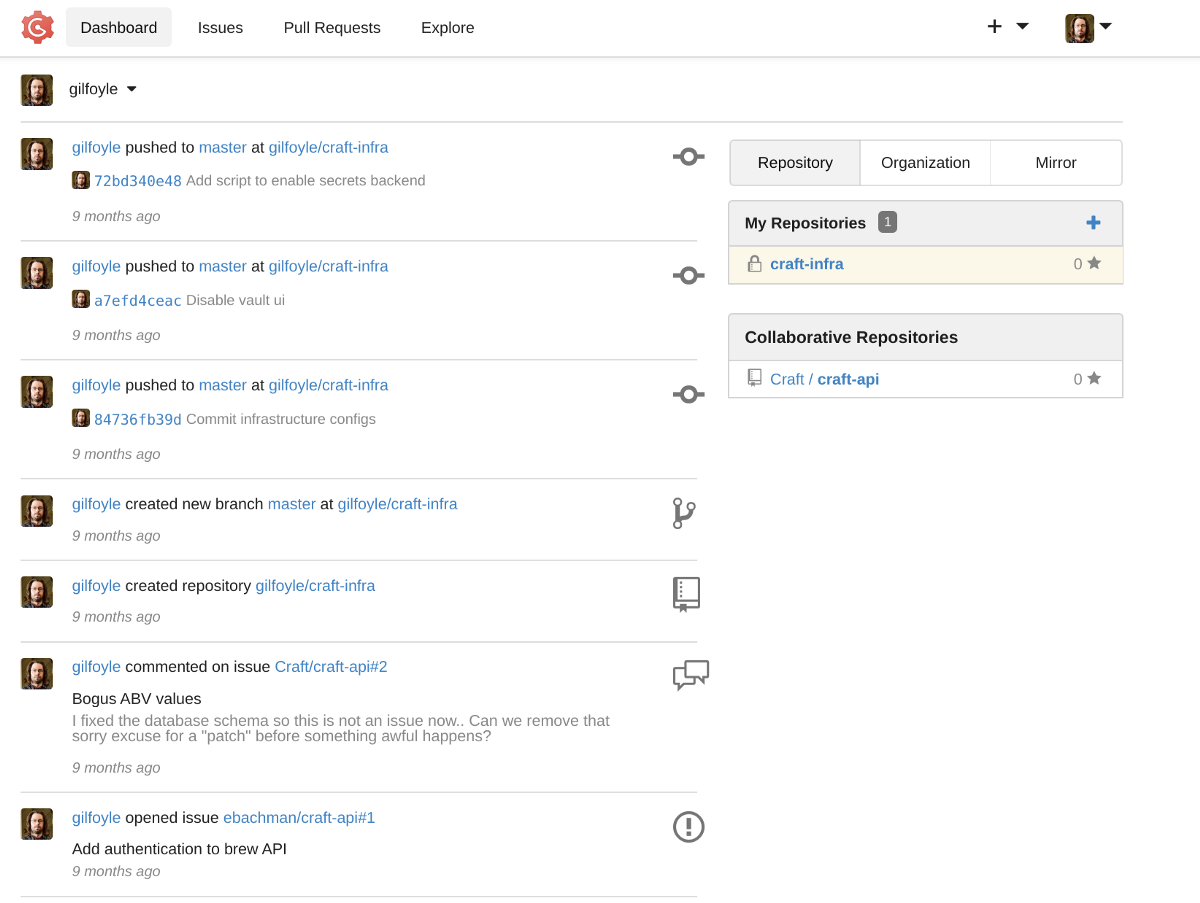 Dashboard Issues Pull Requests Explore
gilfoyle
gilfoyle pushed to master at gilfoyle/craft-infra
72bd340e48 Add script to enable secrets backend
9 months ago
gilfoyle pushed to master at gilfoyle/craft-infra
a7efd4ceac Disable vault ui
9 months ago
gilfoyle pushed to master at gilfoyle/craft-infra
84736fb39d Commit infrastructure configs
9 months ago
gilfoyle created new branch master at gilfoyle/craft-infra
9 months ago
gilfoyle created repository gilfoyle/craft-infra
9 months ago
gilfoyle commented on issue Craft/craft-api#2
Bogus ABV values
I fixed the database schema so this is not an issue now.. Can we remove that
sorry excuse for a "patch" before something awful happens?
9 months ago
gilfoyle opened issue ebachman/craft-api#1
Add authentication to brew API
9 months ago
Repository Organization Mirror
My Repositories 1
craft-infra 0
Collaborative Repositories
Craft / craft-api 0